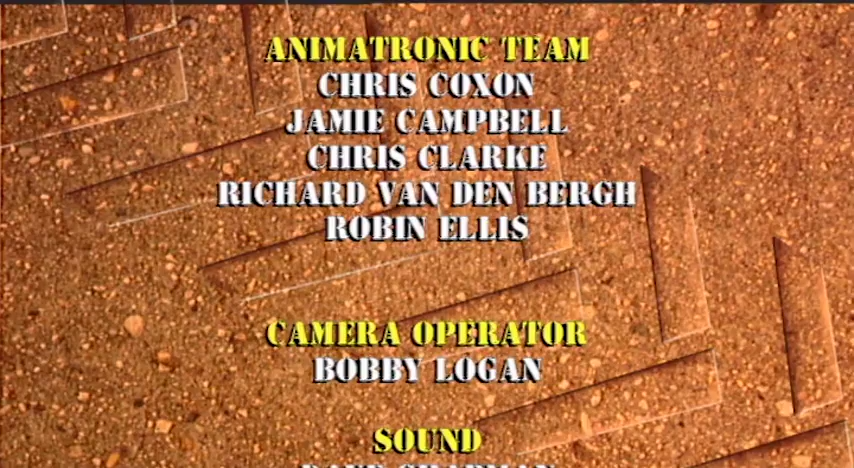 ANIMATRONIC TEAM
CHRIS COXON
JAMIE CAMPBELL
CHRIS CLARKE
RICHARD VAN DEN BERGH
ROBIN ELLIS
CAMERA OPERATOR
BOBBY LOGAN
SOUND